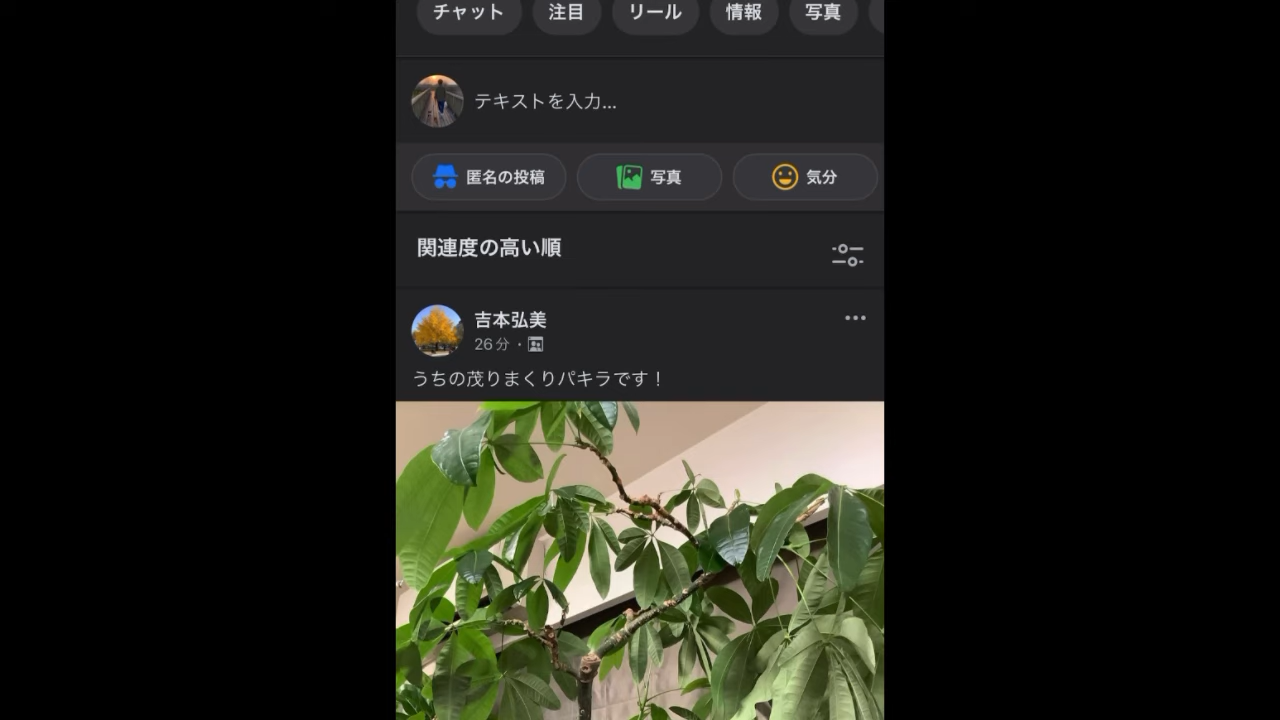 チャット 注目 リール 情報 写真
テキストを入力...
匿名の投稿 写真 気分
関連度の高い順
吉本弘美
26分・
うちの茂りまくりパキラです！